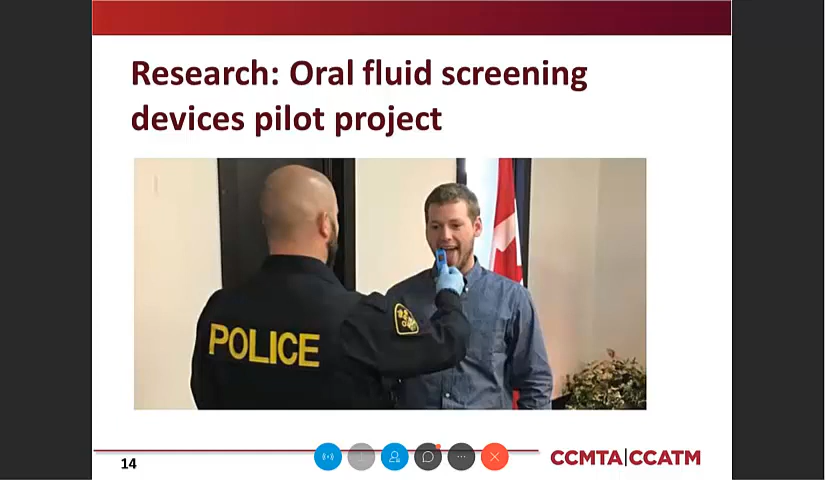 Research: Oral fluid screening
devices pilot project
POLICE
14
CCMTA|CCATM